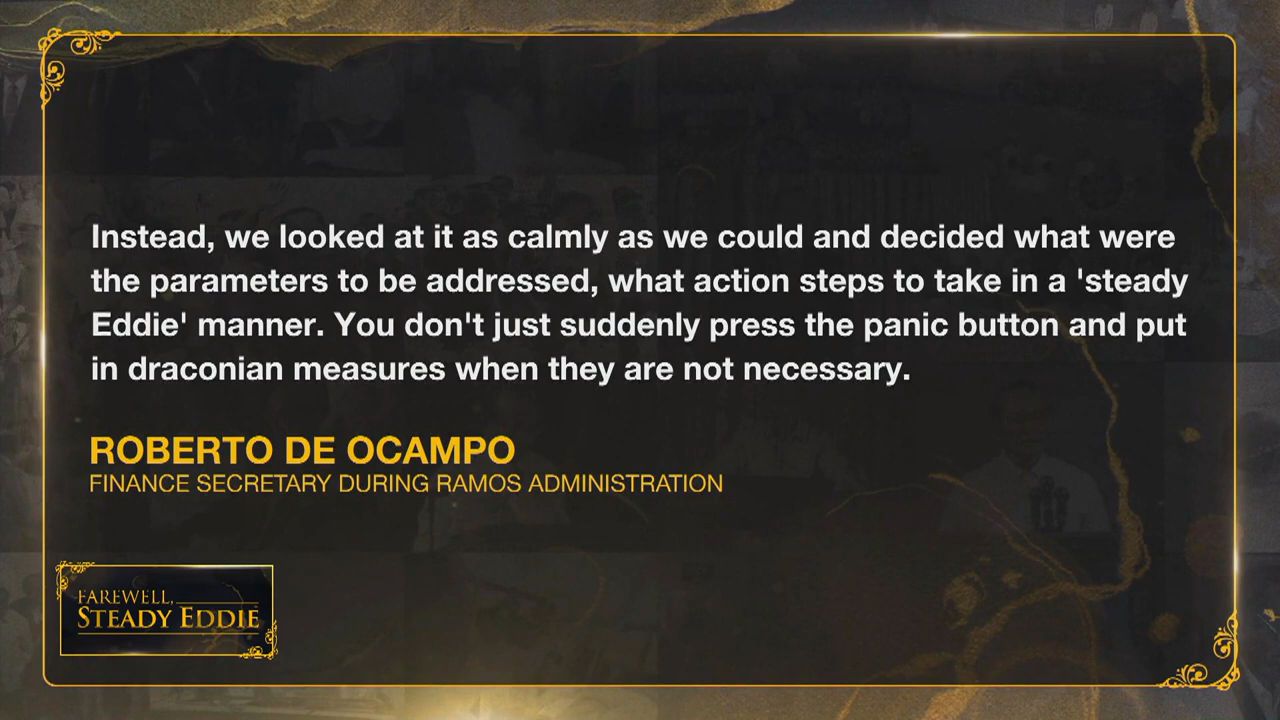 Instead, we looked at it as calmly as we could and decided what were
the parameters to be addressed, what action steps to take in a 'steady
Eddie' manner. You don't just suddenly press the panic button and put
in draconian measures when they are not necessary.
ROBERTO DE OCAMPO
FINANCE SECRETARY DURING RAMOS ADMINISTRATION
FAREWELL,
STEADY EDDIE